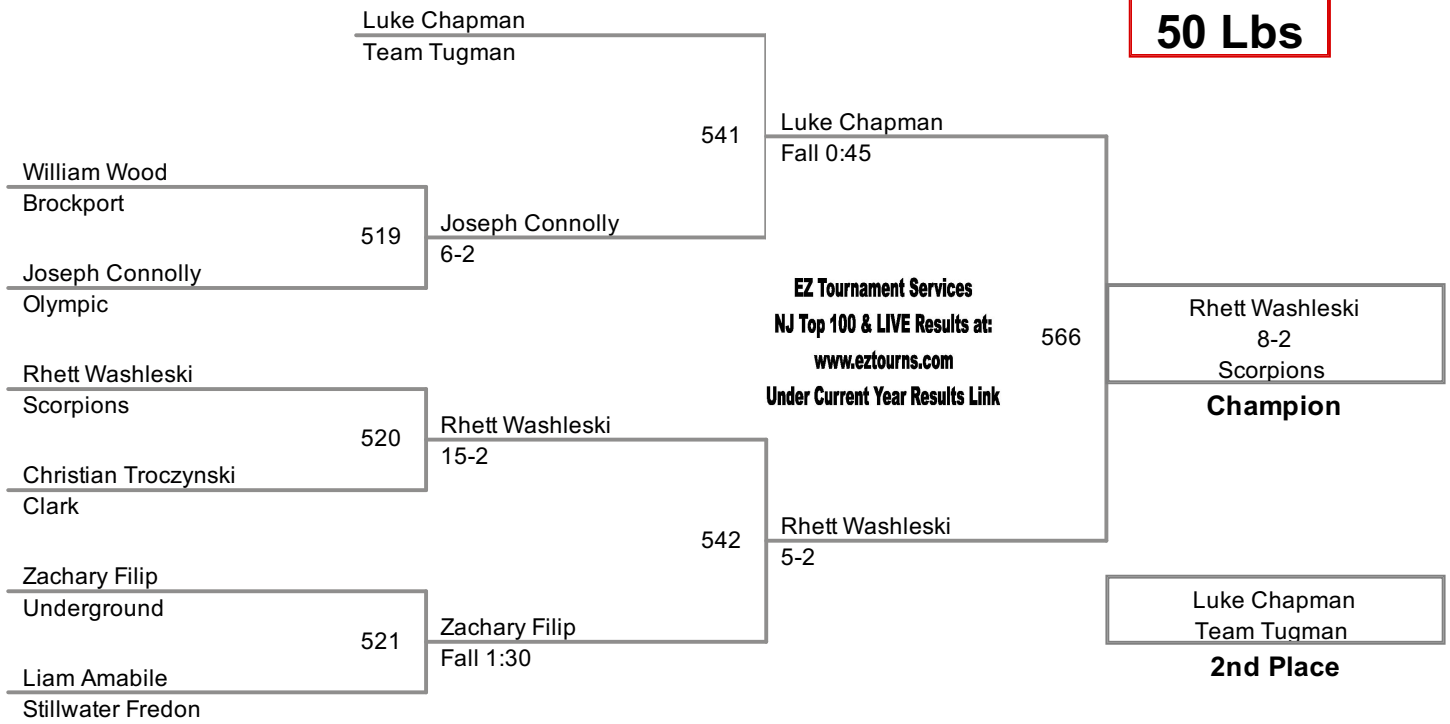 Luke Chapman
Team Tugman
50 Lbs
541
Luke Chapman
Fall 0:45
William Wood
Brockport
519
Joseph Connolly
6-2
Joseph Connolly
Olympic
EZ Tournament Services
NJ Top 100 & LIVE Results at:
www.eztourns.com
Under Current Year Results Link
566
Rhett Washleski
8-2
Scorpions
Champion
Rhett Washleski
Scorpions
520
Rhett Washleski
15-2
Christian Troczynski
Clark
542
Rhett Washleski
5-2
Zachary Filip
Underground
521
Zachary Filip
Fall 1:30
Liam Amabile
Stillwater Fredon
Luke Chapman
Team Tugman
2nd Place